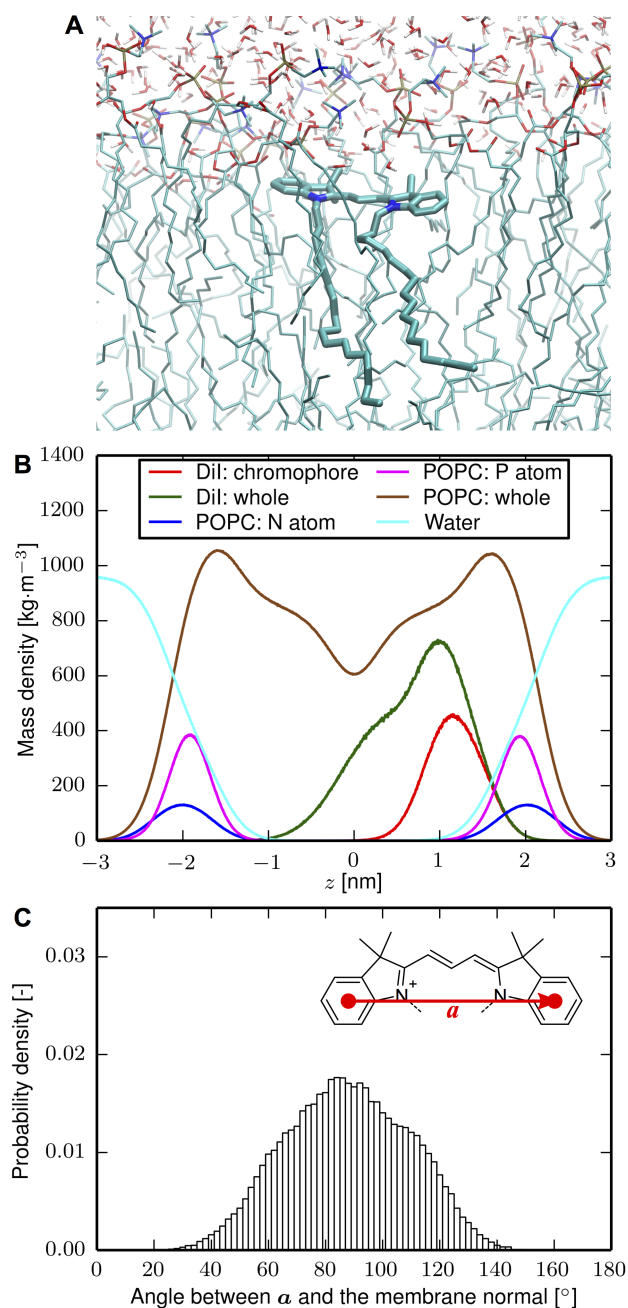 A
B
1400
1200
1000
800
600
400
200
0
Mass density [kg·m⁻³]
DiI: chromophore
DiI: whole
POPC: N atom
POPC: P atom
POPC: whole
Water
−3
−2
−1
0
1
2
3
z [nm]
C
0.03
0.02
0.01
0.00
Probability density [-]
N
+
N
a
0
20
40
60
80
100
120
140
160
180
Angle between a and the membrane normal [°]